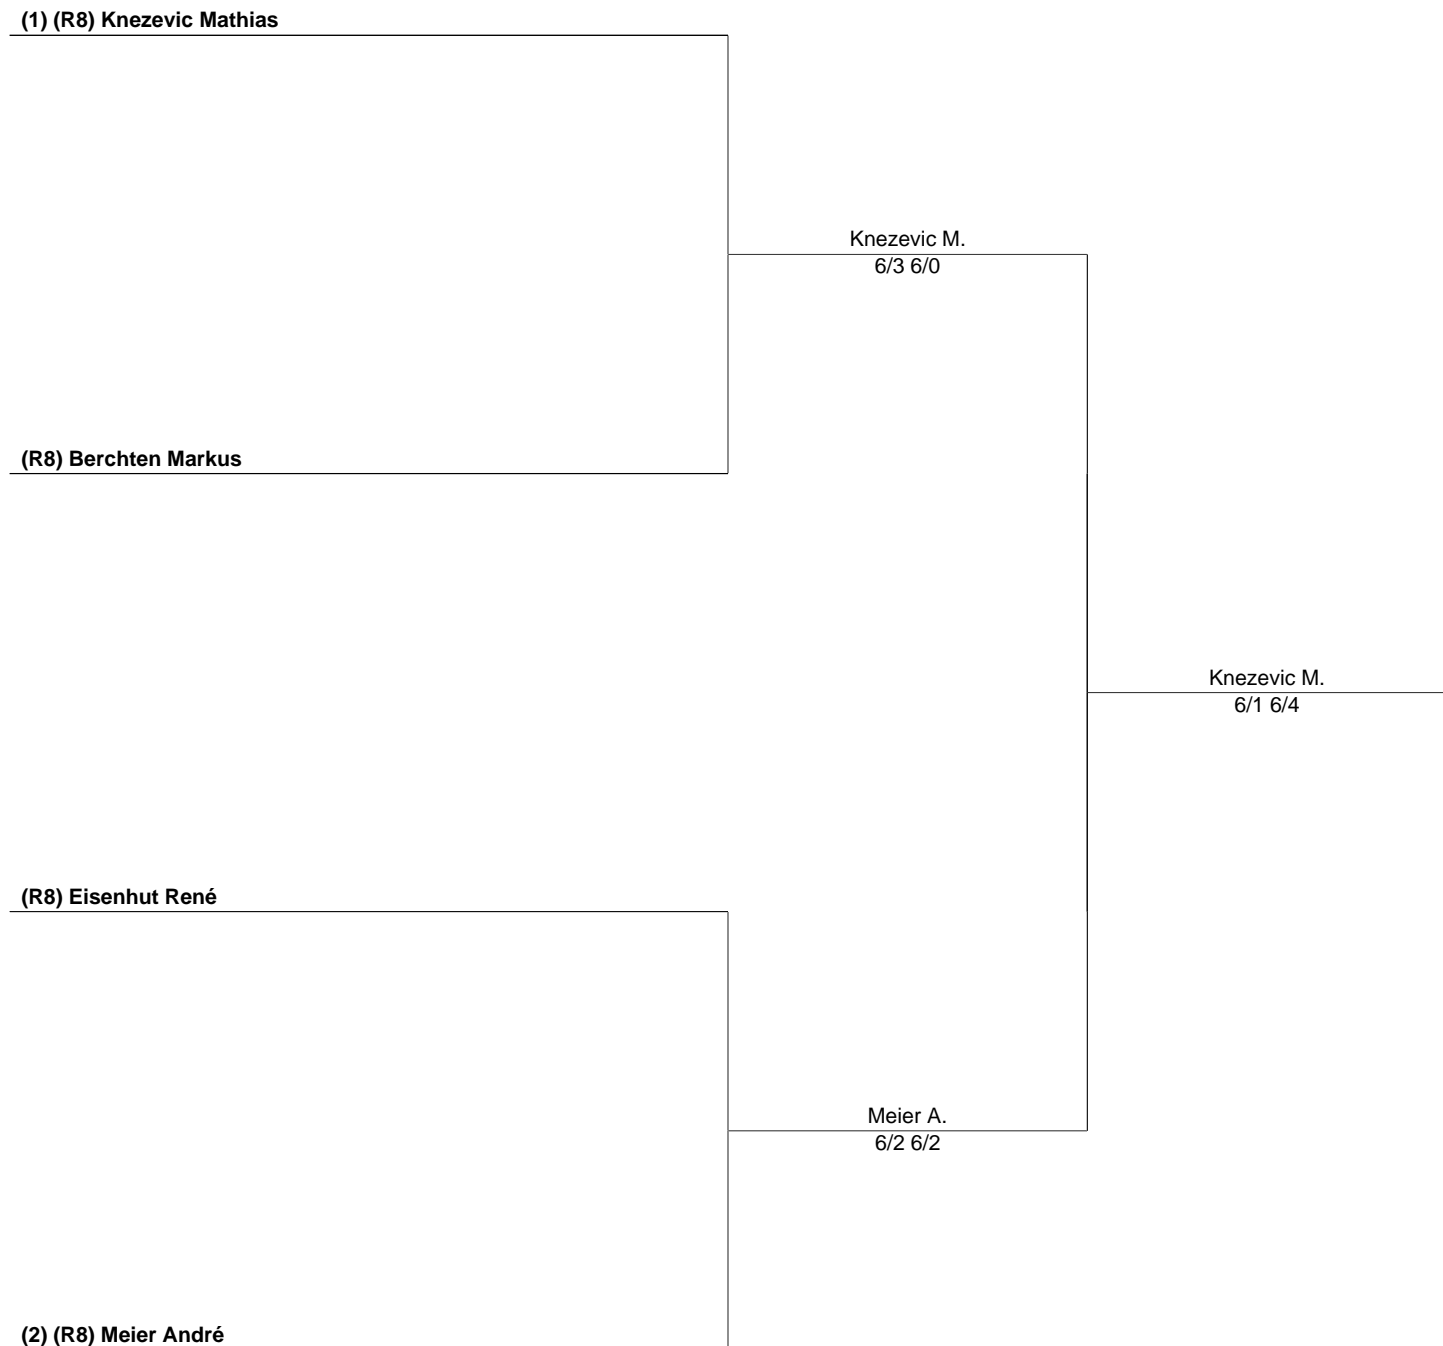 (1) (R8) Knezevic Mathias
Knezevic M.
6/3 6/0
(R8) Berchten Markus
Knezevic M.
6/1 6/4
(R8) Eisenhut René
Meier A.
6/2 6/2
(2) (R8) Meier André